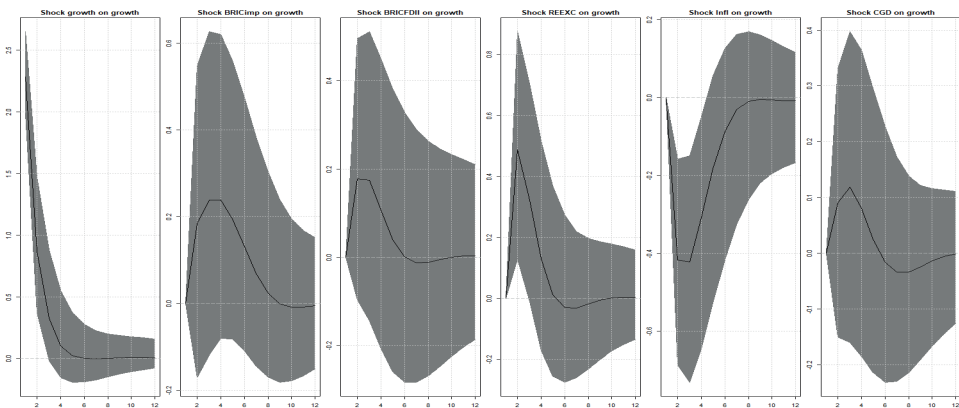 Shock growth on growth
2.5
2.0
1.5
1.0
0.5
0.0
2 4 6 8 10 12
Shock BRICimp on growth
0.6
0.4
0.2
0.0
-0.2
2 4 6 8 10 12
Shock BRICFDII on growth
0.4
0.2
0.0
-0.2
2 4 6 8 10 12
Shock REEXC on growth
0.8
0.6
0.4
0.2
0.0
-0.2
2 4 6 8 10 12
Shock Infl on growth
0.2
0.0
-0.2
-0.4
-0.6
2 4 6 8 10 12
Shock CGD on growth
0.4
0.3
0.2
0.1
0.0
-0.1
-0.2
2 4 6 8 10 12